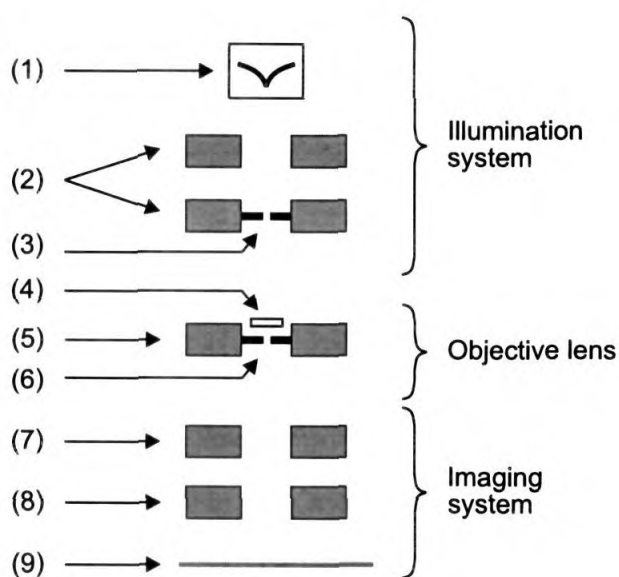 (1)
Illumination
system
(2)
(3)
(4)
(5)
Objective lens
(6)
(7)
Imaging
system
(8)
(9)